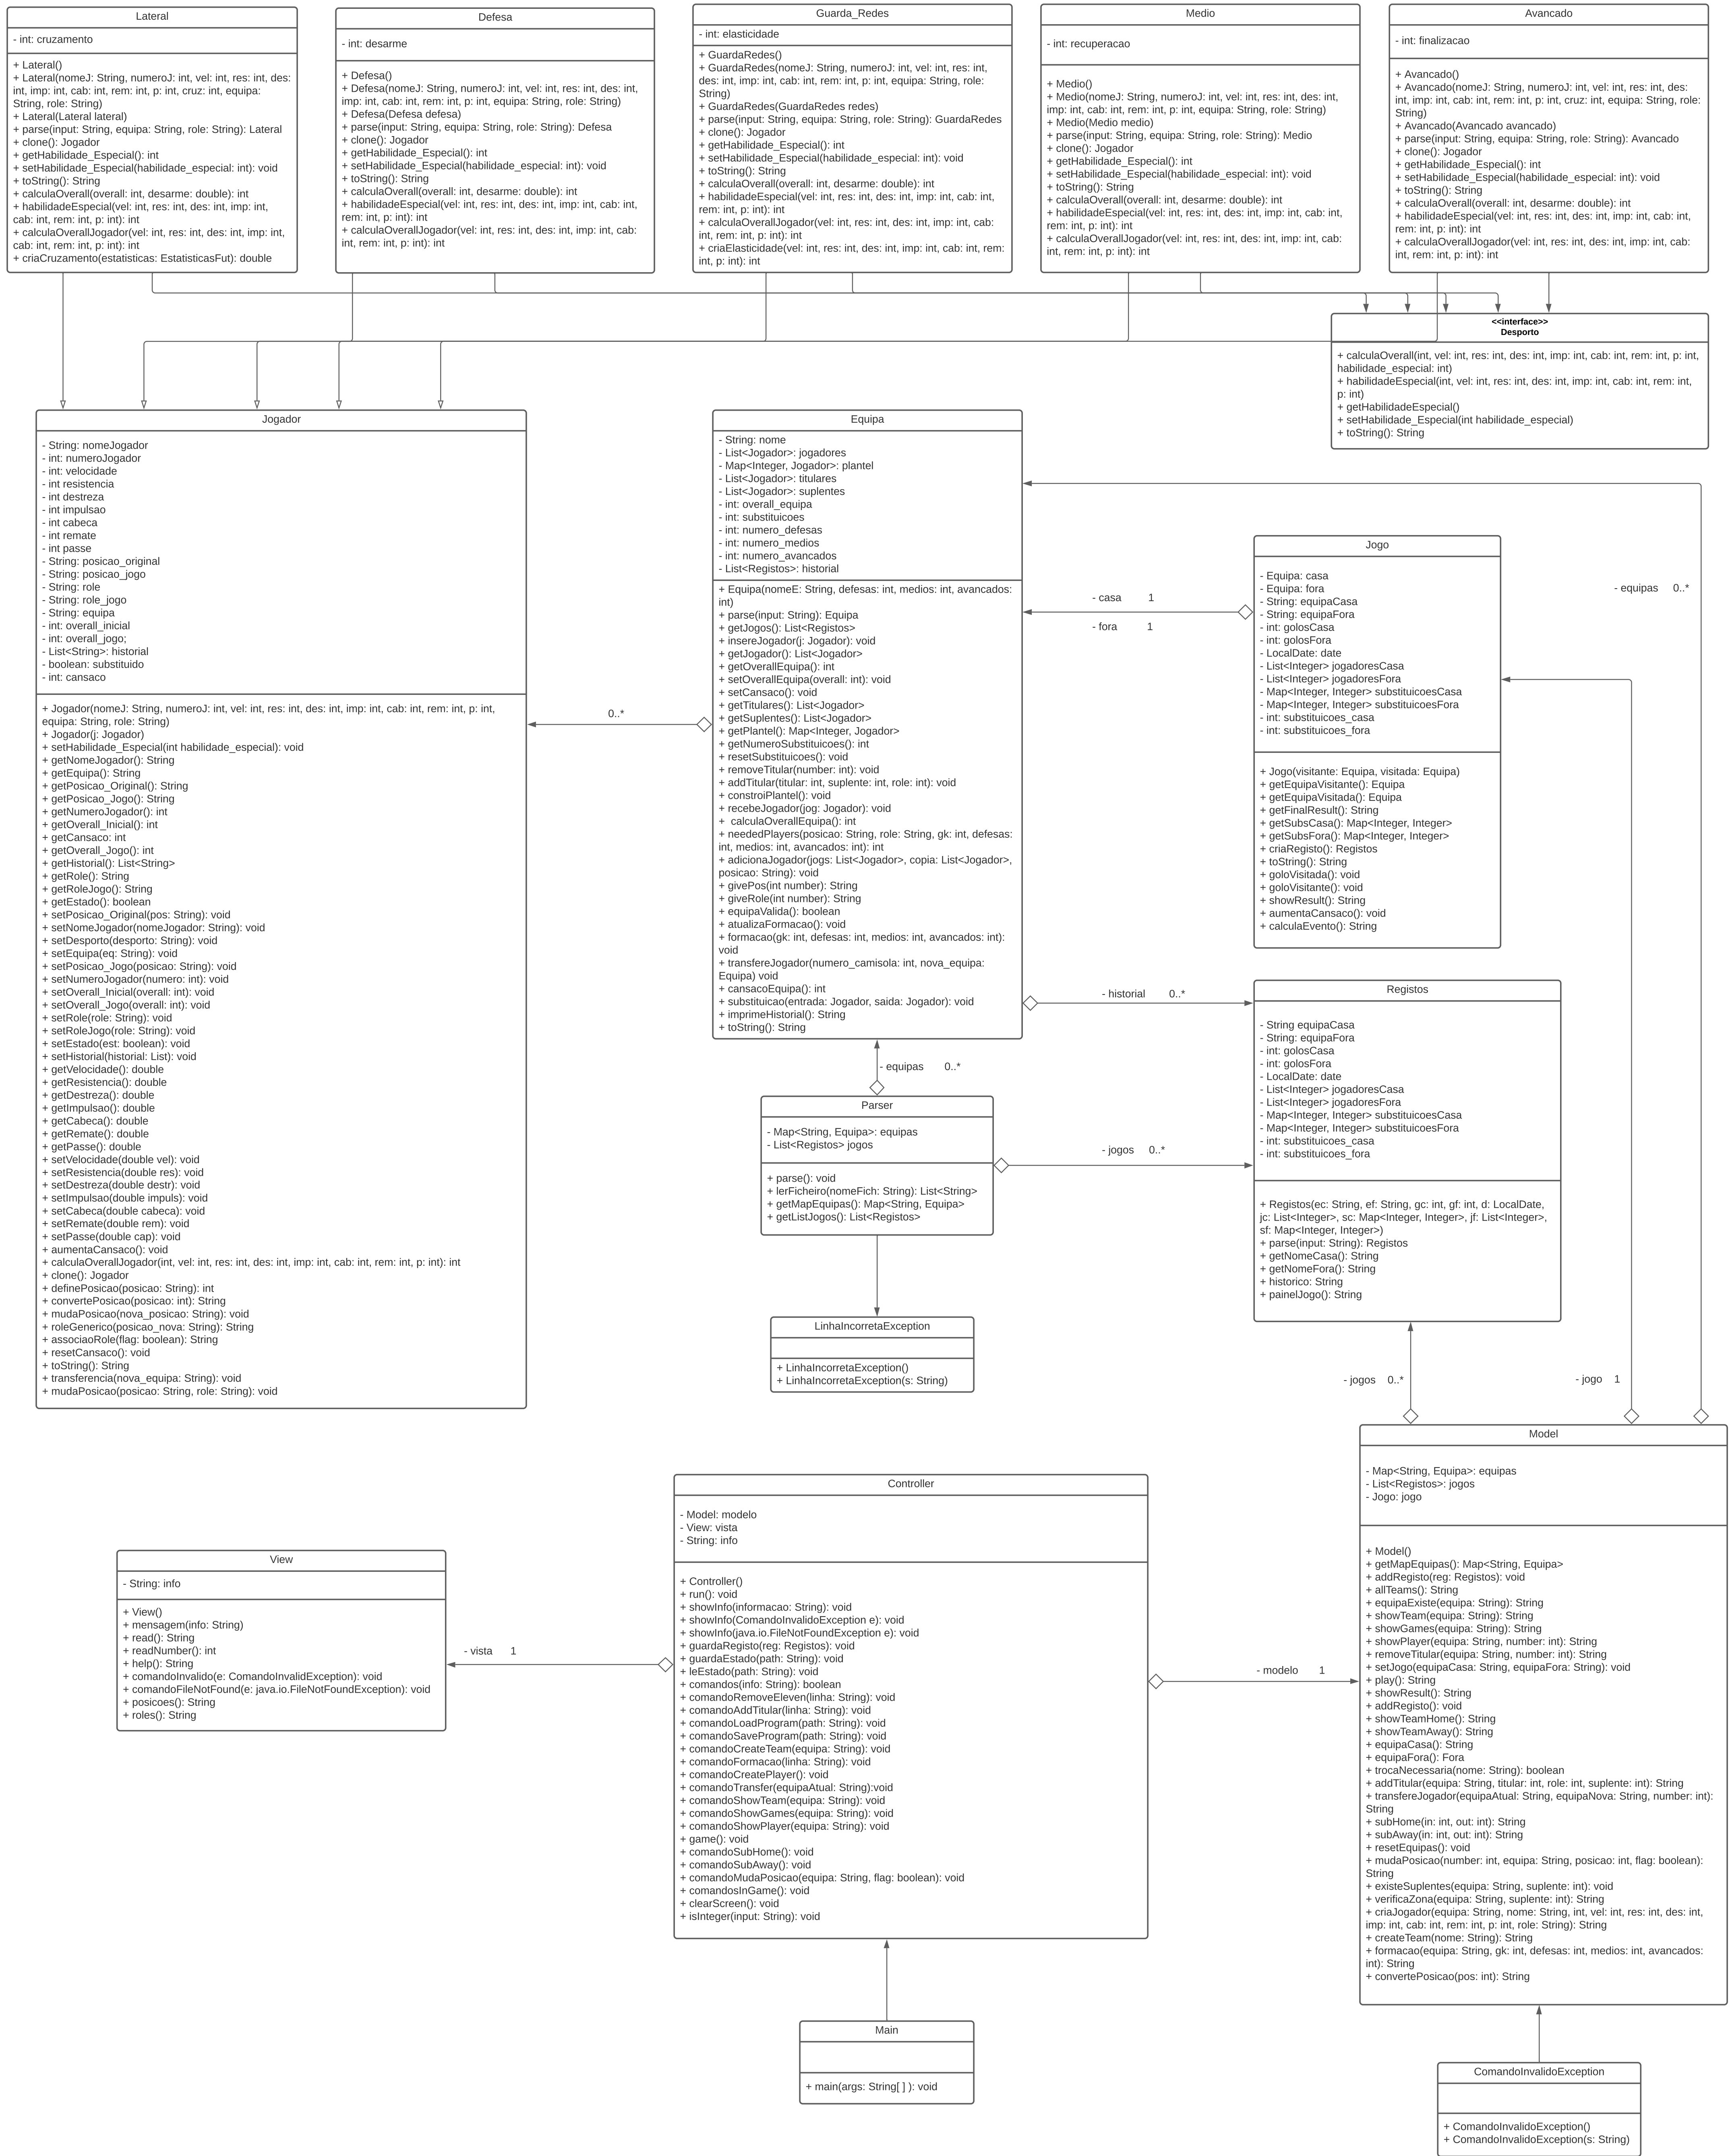 Lateral
- int: cruzamento
+ Lateral()
+ Lateral(nomeJ: String, numeroJ: int, vel: int, res: int, des:
int, imp: int, cab: int, rem: int, p: int, cruz: int, equipa:
String, role: String)
+ Lateral(Lateral lateral)
+ parse(input: String, equipa: String, role: String): Lateral
+ clone(): Jogador
+ getHabilidade_Especial(): int
+ setHabilidade_Especial(habilidade_especial: int): void
+ toString(): String
+ calculaOverall(overall: int, desarme: double): int
+ habilidadeEspecial(vel: int, res: int, des: int, imp: int,
cab: int, rem: int, p: int): int
+ calculaOverallJogador(vel: int, res: int, des: int, imp: int,
cab: int, rem: int, p: int): int
+ criaCruzamento(estatisticas: EstatisticasFut): double
Defesa
- int: desarme
+ Defesa()
+ Defesa(nomeJ: String, numeroJ: int, vel: int, res: int, des: int,
imp: int, cab: int, rem: int, p: int, equipa: String, role: String)
+ Defesa(Defesa defesa)
+ parse(input: String, equipa: String, role: String): Defesa
+ clone(): Jogador
+ getHabilidade_Especial(): int
+ setHabilidade_Especial(habilidade_especial: int): void
+ toString(): String
+ calculaOverall(overall: int, desarme: double): int
+ habilidadeEspecial(vel: int, res: int, des: int, imp: int, cab: int,
rem: int, p: int): int
+ calculaOverallJogador(vel: int, res: int, des: int, imp: int, cab:
int, rem: int, p: int): int
Guarda_Redes
- int: elasticidade
+ GuardaRedes()
+ GuardaRedes(nomeJ: String, numeroJ: int, vel: int, res: int,
des: int, imp: int, cab: int, rem: int, p: int, equipa: String, role:
String)
+ GuardaRedes(GuardaRedes redes)
+ parse(input: String, equipa: String, role: String): GuardaRedes
+ clone(): Jogador
+ getHabilidade_Especial(): int
+ setHabilidade_Especial(habilidade_especial: int): void
+ toString(): String
+ calculaOverall(overall: int, desarme: double): int
+ habilidadeEspecial(vel: int, res: int, des: int, imp: int, cab: int,
rem: int, p: int): int
+ calculaOverallJogador(vel: int, res: int, des: int, imp: int, cab:
int, rem: int, p: int): int
+ criaElasticidade(vel: int, res: int, des: int, imp: int, cab: int, rem:
int, p: int): int
Medio
- int: recuperacao
+ Medio()
+ Medio(nomeJ: String, numeroJ: int, vel: int, res: int, des: int,
imp: int, cab: int, rem: int, p: int, equipa: String, role: String)
+ Medio(Medio medio)
+ parse(input: String, equipa: String, role: String): Medio
+ clone(): Jogador
+ getHabilidade_Especial(): int
+ setHabilidade_Especial(habilidade_especial: int): void
+ toString(): String
+ calculaOverall(overall: int, desarme: double): int
+ habilidadeEspecial(vel: int, res: int, des: int, imp: int, cab: int,
rem: int, p: int): int
+ calculaOverallJogador(vel: int, res: int, des: int, imp: int, cab:
int, rem: int, p: int): int
Avancado
- int: finalizacao
+ Avancado()
+ Avancado(nomeJ: String, numeroJ: int, vel: int, res: int, des:
int, imp: int, cab: int, rem: int, p: int, cruz: int, equipa: String, role:
String)
+ Avancado(Avancado avancado)
+ parse(input: String, equipa: String, role: String): Avancado
+ clone(): Jogador
+ getHabilidade_Especial(): int
+ setHabilidade_Especial(habilidade_especial: int): void
+ toString(): String
+ calculaOverall(overall: int, desarme: double): int
+ habilidadeEspecial(vel: int, res: int, des: int, imp: int, cab: int,
rem: int, p: int): int
+ calculaOverallJogador(vel: int, res: int, des: int, imp: int, cab:
int, rem: int, p: int): int
<<interface>>
Desporto
+ calculaOverall(int, vel: int, res: int, des: int, imp: int, cab: int, rem: int, p: int,
habilidade_especial: int)
+ habilidadeEspecial(int, vel: int, res: int, des: int, imp: int, cab: int, rem: int,
p: int)
+ getHabilidadeEspecial()
+ setHabilidade_Especial(int habilidade_especial)
+ toString(): String
Jogador
- String: nomeJogador
- int: numeroJogador
- int: velocidade
- int resistencia
- int destreza
- int impulsao
- int cabeca
- int remate
- int passe
- String: posicao_original
- String: posicao_jogo
- String: role
- String: role_jogo
- String: equipa
- int: overall_inicial
- int: overall_jogo;
- List<String>: historial
- boolean: substituido
- int: cansaco
+ Jogador(nomeJ: String, numeroJ: int, vel: int, res: int, des: int, imp: int, cab: int, rem: int, p: int,
equipa: String, role: String)
+ Jogador(j: Jogador)
+ setHabilidade_Especial(int habilidade_especial): void
+ getNomeJogador(): String
+ getEquipa(): String
+ getPosicao_Original(): String
+ getPosicao_Jogo(): String
+ getNumeroJogador(): int
+ getOverall_Inicial(): int
+ getCansaco: int
+ getOverall_Jogo(): int
+ getHistorial(): List<String>
+ getRole(): String
+ getRoleJogo(): String
+ getEstado(): boolean
+ setPosicao_Original(pos: String): void
+ setNomeJogador(nomeJogador: String): void
+ setDesporto(desporto: String): void
+ setEquipa(eq: String): void
+ setPosicao_Jogo(posicao: String): void
+ setNumeroJogador(numero: int): void
+ setOverall_Inicial(overall: int): void
+ setOverall_Jogo(overall: int): void
+ setRole(role: String): void
+ setRoleJogo(role: String): void
+ setEstado(est: boolean): void
+ setHistorial(historial: List): void
+ getVelocidade(): double
+ getResistencia(): double
+ getDestreza(): double
+ getImpulsao(): double
+ getCabeca(): double
+ getRemate(): double
+ getPasse(): double
+ setVelocidade(double vel): void
+ setResistencia(double res): void
+ setDestreza(double destr): void
+ setImpulsao(double impuls): void
+ setCabeca(double cabeca): void
+ setRemate(double rem): void
+ setPasse(double cap): void
+ aumentaCansaco(): void
+ calculaOverallJogador(int, vel: int, res: int, des: int, imp: int, cab: int, rem: int, p: int): int
+ clone(): Jogador
+ definePosicao(posicao: String): int
+ convertePosicao(posicao: int): String
+ mudaPosicao(nova_posicao: String): void
+ roleGenerico(posicao_nova: String): String
+ associaoRole(flag: boolean): String
+ resetCansaco(): void
+ toString(): String
+ transferencia(nova_equipa: String): void
+ mudaPosicao(posicao: String, role: String): void
0..*
Equipa
- String: nome
- List<Jogador>: jogadores
- Map<Integer, Jogador>: plantel
- List<Jogador>: titulares
- List<Jogador>: suplentes
- int: overall_equipa
- int: substituicoes
- int: numero_defesas
- int: numero_medios
- int: numero_avancados
- List<Registos>: historial
+ Equipa(nomeE: String, defesas: int, medios: int, avancados:
int)
+ parse(input: String): Equipa
+ getJogos(): List<Registos>
+ insereJogador(j: Jogador): void
+ getJogador(): List<Jogador>
+ getOverallEquipa(): int
+ setOverallEquipa(overall: int): void
+ setCansaco(): void
+ getTitulares(): List<Jogador>
+ getSuplentes(): List<Jogador>
+ getPlantel(): Map<Integer, Jogador>
+ getNumeroSubstituicoes(): int
+ resetSubstituicoes(): void
+ removeTitular(number: int): void
+ addTitular(titular: int, suplente: int, role: int): void
+ constroiPlantel(): void
+ recebeJogador(jog: Jogador): void
+  calculaOverallEquipa(): int
+ neededPlayers(posicao: String, role: String, gk: int, defesas:
int, medios: int, avancados: int): int
+ adicionaJogador(jogs: List<Jogador>, copia: List<Jogador>,
posicao: String): void
+ givePos(int number): String
+ giveRole(int number): String
+ equipaValida(): boolean
+ atualizaFormacao(): void
+ formacao(gk: int, defesas: int, medios: int, avancados: int):
void
+ transfereJogador(numero_camisola: int, nova_equipa:
Equipa) void
+ cansacoEquipa(): int
+ substituicao(entrada: Jogador, saida: Jogador): void
+ imprimeHistorial(): String
+ toString(): String
- casa 1
- fora 1
Jogo
- Equipa: casa
- Equipa: fora
- String: equipaCasa
- String: equipaFora
- int: golosCasa
- int: golosFora
- LocalDate: date
- List<Integer> jogadoresCasa
- List<Integer> jogadoresFora
- Map<Integer, Integer> substituicoesCasa
- Map<Integer, Integer> substituicoesFora
- int: substituicoes_casa
- int: substituicoes_fora
+ Jogo(visitante: Equipa, visitada: Equipa)
+ getEquipaVisitante(): Equipa
+ getEquipaVisitada(): Equipa
+ getFinalResult(): String
+ getSubsCasa(): Map<Integer, Integer>
+ getSubsFora(): Map<Integer, Integer>
+ criaRegisto(): Registos
+ toString(): String
+ goloVisitada(): void
+ goloVisitante(): void
+ showResult(): String
+ aumentaCansaco(): void
+ calculaEvento(): String
- equipas 0..*
- historial 0..*
Registos
- String equipaCasa
- String: equipaFora
- int: golosCasa
- int: golosFora
- LocalDate: date
- List<Integer> jogadoresCasa
- List<Integer> jogadoresFora
- Map<Integer, Integer> substituicoesCasa
- Map<Integer, Integer> substituicoesFora
- int: substituicoes_casa
- int: substituicoes_fora
+ Registos(ec: String, ef: String, gc: int, gf: int, d: LocalDate,
jc: List<Integer>, sc: Map<Integer, Integer>, jf: List<Integer>,
sf: Map<Integer, Integer>)
+ parse(input: String): Registos
+ getNomeCasa(): String
+ getNomeFora(): String
+ historico: String
+ painelJogo(): String
- equipas 0..*
Parser
- Map<String, Equipa>: equipas
- List<Registos> jogos
+ parse(): void
+ lerFicheiro(nomeFich: String): List<String>
+ getMapEquipas(): Map<String, Equipa>
+ getListJogos(): List<Registos>
- jogos 0..*
LinhaIncorretaException
+ LinhaIncorretaException()
+ LinhaIncorretaException(s: String)
- jogos 0..*
- jogo 1
Model
- Map<String, Equipa>: equipas
- List<Registos>: jogos
- Jogo: jogo
+ Model()
+ getMapEquipas(): Map<String, Equipa>
+ addRegisto(reg: Registos): void
+ allTeams(): String
+ equipaExiste(equipa: String): String
+ showTeam(equipa: String): String
+ showGames(equipa: String): String
+ showPlayer(equipa: String, number: int): String
+ removeTitular(equipa: String, number: int): String
+ setJogo(equipaCasa: String, equipaFora: String): void
+ play(): String
+ showResult(): String
+ addRegisto(): void
+ showTeamHome(): String
+ showTeamAway(): String
+ equipaCasa(): String
+ equipaFora(): Fora
+ trocaNecessaria(nome: String): boolean
+ addTitular(equipa: String, titular: int, role: int, suplente: int): String
+ transfereJogador(equipaAtual: String, equipaNova: String, number: int):
String
+ subHome(in: int, out: int): String
+ subAway(in: int, out: int): String
+ resetEquipas(): void
+ mudaPosicao(number: int, equipa: String, posicao: int, flag: boolean):
String
+ existeSuplentes(equipa: String, suplente: int): void
+ verificaZona(equipa: String, suplente: int): String
+ criaJogador(equipa: String, nome: String, int, vel: int, res: int, des: int,
imp: int, cab: int, rem: int, p: int, role: String): String
+ createTeam(nome: String): String
+ formacao(equipa: String, gk: int, defesas: int, medios: int, avancados:
int): String
+ convertePosicao(pos: int): String
Controller
- Model: modelo
- View: vista
- String: info
+ Controller()
+ run(): void
+ showInfo(informacao: String): void
+ showInfo(ComandoInvalidoException e): void
+ showInfo(java.io.FileNotFoundException e): void
+ guardaRegisto(reg: Registos): void
+ guardaEstado(path: String): void
+ leEstado(path: String): void
+ comandos(info: String): boolean
+ comandoRemoveEleven(linha: String): void
+ comandoAddTitular(linha: String): void
+ comandoLoadProgram(path: String): void
+ comandoSaveProgram(path: String): void
+ comandoCreateTeam(equipa: String): void
+ comandoFormacao(linha: String): void
+ comandoCreatePlayer(): void
+ comandoTransfer(equipaAtual: String):void
+ comandoShowTeam(equipa: String): void
+ comandoShowGames(equipa: String): void
+ comandoShowPlayer(equipa: String): void
+ game(): void
+ comandoSubHome(): void
+ comandoSubAway(): void
+ comandoMudaPosicao(equipa: String, flag: boolean): void
+ comandosInGame(): void
+ clearScreen(): void
+ isInteger(input: String): void
- modelo 1
View
- String: info
+ View()
+ mensagem(info: String)
+ read(): String
+ readNumber(): int
+ help(): String
+ comandoInvalido(e: ComandoInvalidException): void
+ comandoFileNotFound(e: java.io.FileNotFoundException): void
+ posicoes(): String
+ roles(): String
- vista 1
Main
+ main(args: String[ ] ): void
ComandoInvalidoException
+ ComandoInvalidoException()
+ ComandoInvalidoException(s: String)